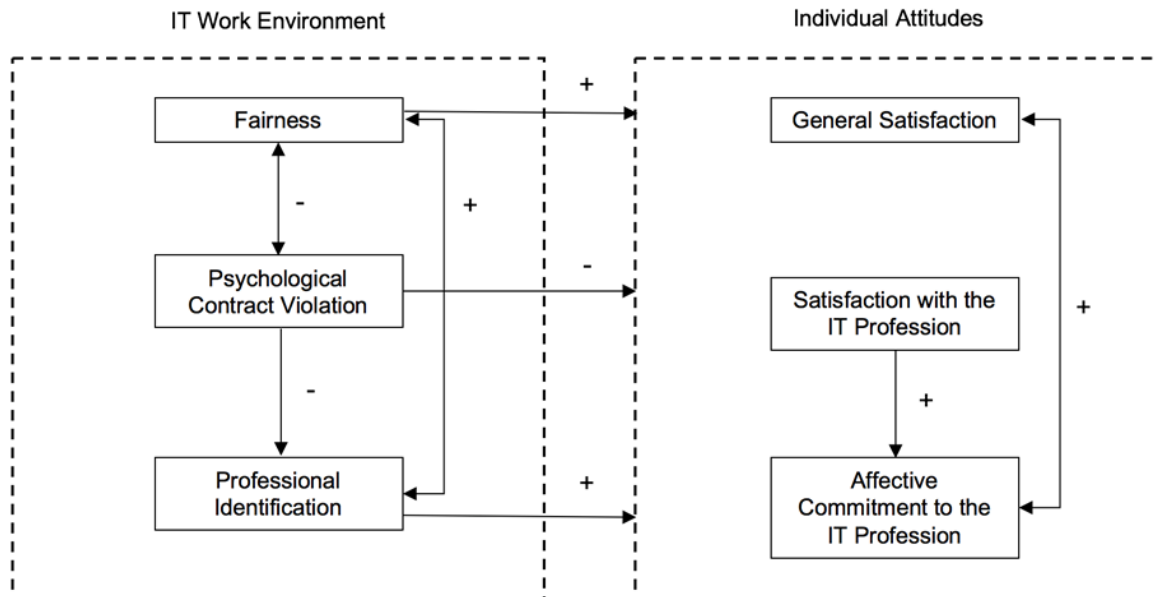 IT Work Environment
Individual Attitudes
+
Fairness
General Satisfaction
-
+
Psychological
Contract Violation
-
Satisfaction with the
IT Profession
+
-
+
Professional
Identification
+
Affective
Commitment to the
IT Profession